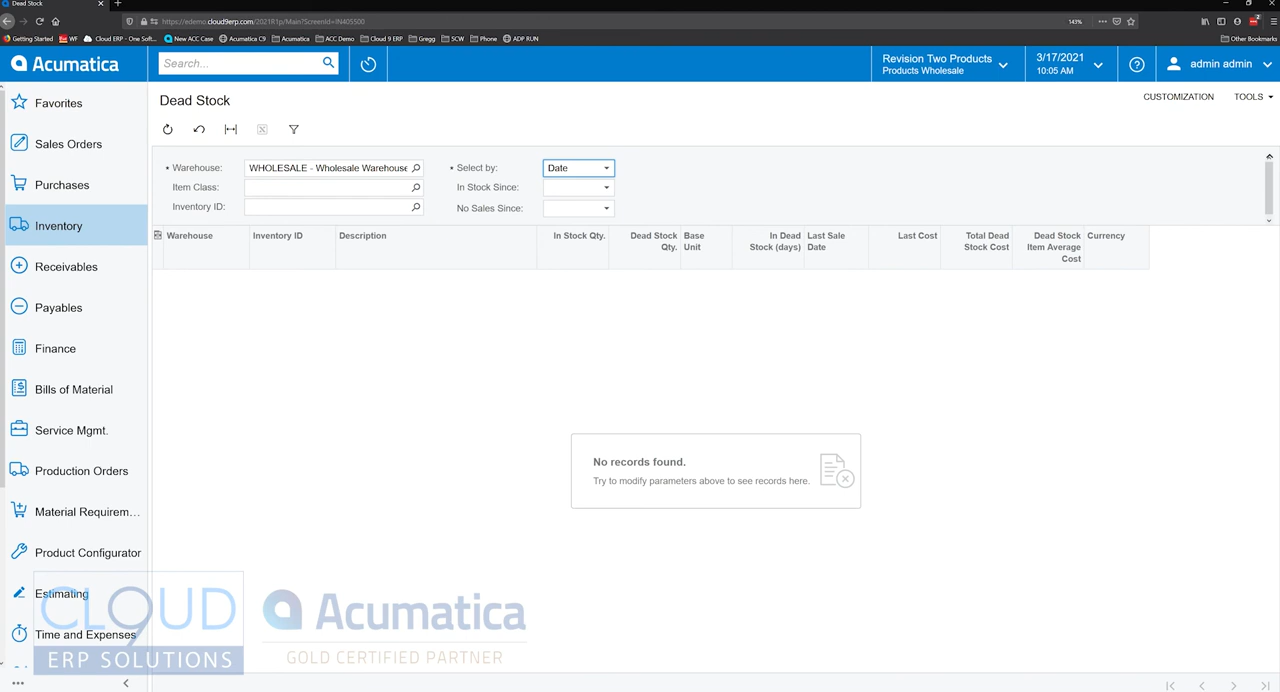 Dead Stock
https://edemo.cloud9erp.com/2021R1p/Main?ScreenId=IN405500
143%
Getting Started
WF
Cloud ERP - One Soft...
New ACC Case
Acumatica C9
Acumatica
ACC Demo
Cloud 9 ERP
Gregg
SCW
Phone
ADP RUN
Other Bookmarks
Acumatica
Search...
Revision Two Products
Products Wholesale
3/17/2021
10:05 AM
admin admin
Favorites
Sales Orders
Purchases
Inventory
Receivables
Payables
Finance
Bills of Material
Service Mgmt.
Production Orders
Material Requirem...
Product Configurator
Estimating
Time and Expenses
Dead Stock
CUSTOMIZATION
TOOLS
Warehouse: WHOLESALE - Wholesale Warehouse
Item Class:
Inventory ID:
Select by: Date
In Stock Since:
No Sales Since:
Warehouse
Inventory ID
Description
In Stock Qty.
Dead Stock Qty.
Base Unit
In Dead Stock (days)
Last Sale Date
Last Cost
Total Dead Stock Cost
Dead Stock Item Average Cost
Currency
No records found.
Try to modify parameters above to see records here.
CLOUD
ERP SOLUTIONS
Acumatica
GOLD CERTIFIED PARTNER